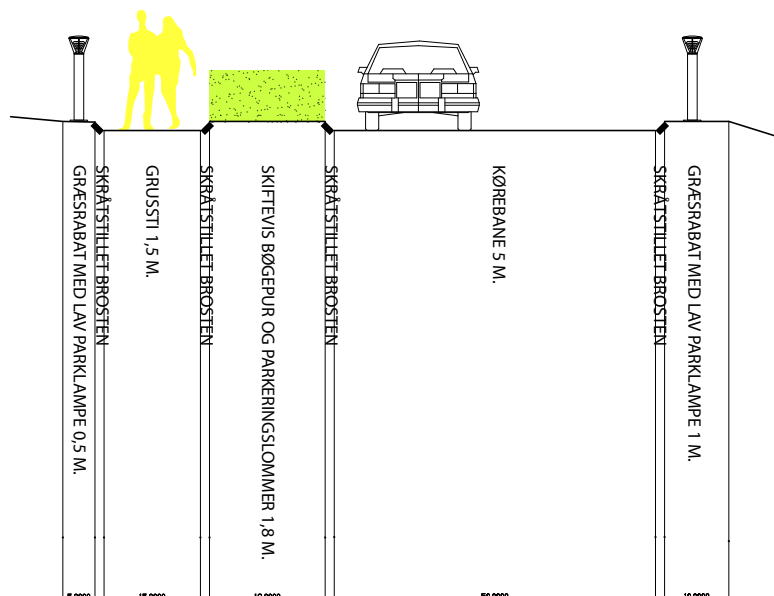 GRÆSRABAT MED LAV PARKLAMPE 0,5 M.
SKRÅTSTILLET BROSTEN
GRUSSTI 1,5 M.
SKRÅTSTILLET BROSTEN
SKIFTEVIS BØGEPUR OG PARKERINGSLOMMER 1,8 M.
SKRÅTSTILLET BROSTEN
KØREBANE 5 M.
SKRÅTSTILLET BROSTEN
GRÆSRABAT MED LAV PARKLAMPE 1 M.